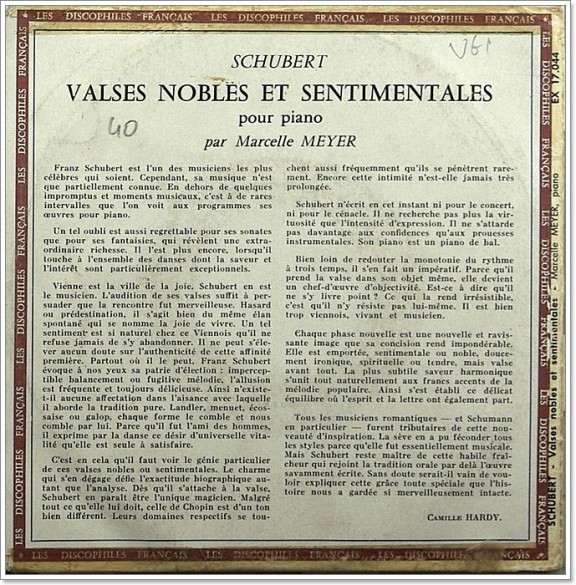 LES DISCOPHILES FRANÇAIS ★ LES DISCOPHILES FRANÇAIS ★ LES DISCOPHILES FRANÇAIS
SCHUBERT
VALSES NOBLES ET SENTIMENTALES
pour piano
par Marcelle MEYER
40
Franz Schubert est l'un des musiciens les plus
célèbres qui soient. Cependant, sa musique n'est
que partiellement connue. En dehors de quelques
impromptus et moments musicaux, c'est à de rares
intervalles que l'on voit aux programmes ses
œuvres pour piano.
Un tel oubli est aussi regrettable pour ses sonates
que pour ses fantaisies, qui révèlent une extra-
ordinaire richesse. Il l'est plus encore, lorsqu'il
touche à l'ensemble des danses dont la saveur et
l'intérêt sont particulièrement exceptionnels.
Vienne est la ville de la joie. Schubert en est
le musicien. L'audition de ses valses suffit à per-
suader que la rencontre fut merveilleuse. Hasard
ou prédestination, il s'agit bien du même élan
spontané qui se nomme la joie de vivre. Un tel
sentiment est si naturel chez ce Viennois qu'il ne
refuse jamais de s'y abandonner. Il ne peut s'éle-
ver aucun doute sur l'authenticité de cette affinité
première. Partout où il le peut, Franz Schubert
évoque à nos yeux sa patrie d'élection : impercep-
tible balancement ou fugitive mélodie, l'allusion
est fréquente et toujours délicieuse. Ainsi n'existe-
t-il aucune affectation dans l'aisance avec laquelle
il aborde la tradition pure. Landler, menuet, écos-
saise ou galop, chaque forme le comble et nous
comble par lui. Parce qu'il fut l'ami des hommes,
il exprime par la danse ce désir d'universelle vita-
lité qu'elle est seule à satisfaire.
C'est en cela qu'il faut voir le génie particulier
de ces valses nobles ou sentimentales. Le charme
qui s'en dégage défie l'exactitude biographique au-
tant que l'analyse. Dès qu'il s'attache à la valse,
Schubert en paraît être l'unique magicien. Malgré
tout ce qu'elle lui doit, celle de Chopin est d'un ton
bien différent. Leurs domaines respectifs se tou-
chent aussi fréquemment qu'ils se pénètrent rare-
ment. Encore cette intimité n'est-elle jamais très
prolongée.
Schubert n'écrit en cet instant ni pour le concert,
ni pour le cénacle. Il ne recherche pas plus la vir-
tuosité que l'intensité d'expression. Il ne s'attarde
pas davantage aux confidences qu'aux prouesses
instrumentales. Son piano est un piano de bal.
Bien loin de redouter la monotonie du rythme
à trois temps, il s'en fait un impératif. Parce qu'il
prend la valse dans son objet même, elle devient
un chef-d'œuvre d'objectivité. Est-ce à dire qu'il
ne s'y livre point ? Ce qui la rend irrésistible,
c'est qu'il n'y résiste pas lui-même. Il est bien
trop viennois, vivant et musicien.
Chaque phase nouvelle est une nouvelle et ravis-
sante image que sa concision rend impondérable.
Elle est emportée, sentimentale ou noble, douce-
ment ironique, spirituelle ou tendre, mais valse
avant tout. La plus subtile saveur harmonique
s'unit tout naturellement aux francs accents de la
mélodie populaire. Ainsi s'est établi ce délicat
équilibre où l'esprit et la lettre ont également part.
Tous les musiciens romantiques — et Schumann
en particulier — furent tributaires de cette nou-
veauté d'inspiration. La sève en a pu féconder tous
les styles parce qu'elle fut essentiellement musicale.
Mais Schubert reste maître de cette habile fraî-
cheur qui rejoint la tradition orale par delà l'œuvre
savamment écrite. Sans doute serait-il vain de vou-
loir expliquer cette grâce toute spéciale que l'his-
toire nous a gardée si merveilleusement intacte.
CAMILLE HARDY.
LES DISCOPHILES FRANÇAIS LES DISCOPHILES FRANÇAIS LES DISCOPHILES FRANÇAIS
LES DISCOPHILES FRANÇAIS LES DISCOPHILES FRANÇAIS LES DISCOPHILES FRANÇAIS
★ LES DISCOPHILES FRANÇAIS LES DISCOPHILES FRANÇAIS LES DISCOPHILES FRANÇAIS ★
SCHUBERT - Valses nobles et sentimentales - Marcelle MEYER, piano EX 17.044